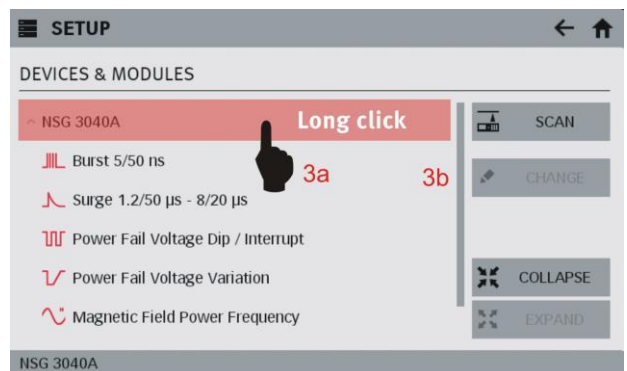 SETUP
DEVICES & MODULES
NSG 3040A
Long click
SCAN
Burst 5/50 ns
3a
3b
CHANGE
Surge 1.2/50 µs - 8/20 µs
Power Fail Voltage Dip / Interrupt
Power Fail Voltage Variation
COLLAPSE
Magnetic Field Power Frequency
EXPAND
NSG 3040A